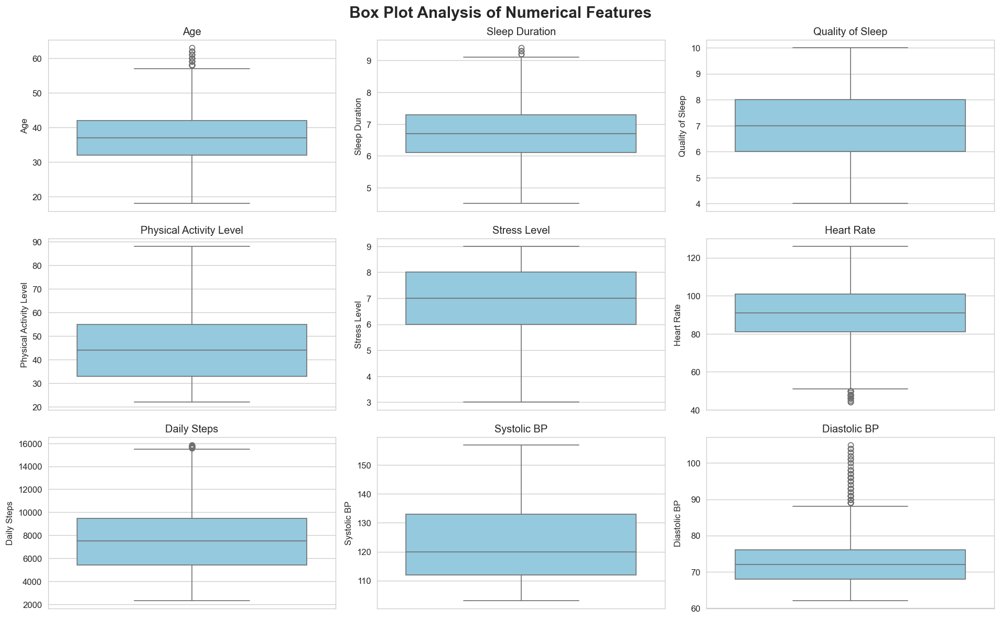 Box Plot Analysis of Numerical Features
Age
Age
60
50
40
30
20
Sleep Duration
Sleep Duration
9
8
7
6
5
Quality of Sleep
Quality of Sleep
10
9
8
7
6
5
4
Physical Activity Level
Physical Activity Level
90
80
70
60
50
40
30
20
Stress Level
Stress Level
9
8
7
6
5
4
3
Heart Rate
Heart Rate
120
100
80
60
40
Daily Steps
Daily Steps
16000
14000
12000
10000
8000
6000
4000
2000
Systolic BP
Systolic BP
150
140
130
120
110
Diastolic BP
Diastolic BP
100
90
80
70
60